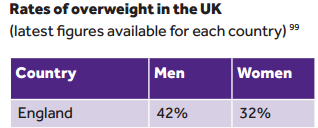 Rates of overweight in the UK
(latest figures available for each country) 99
Country Men Women
England 42% 32%